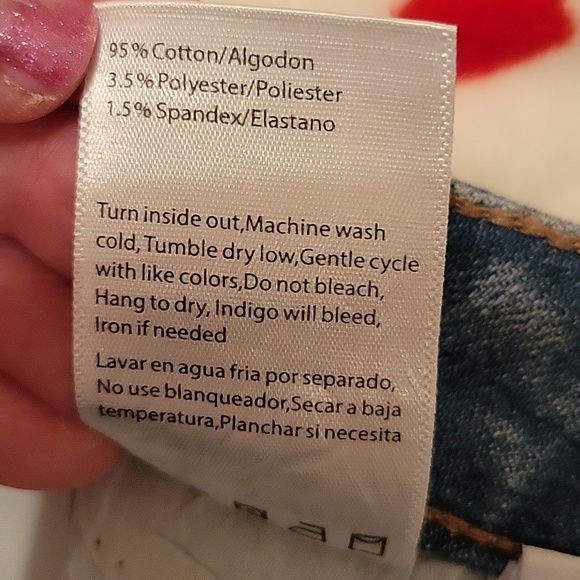 95%Cotton/Algodon
3.5%Polyester/Poliester
1.5%Spandex/Elastano
Turn inside out,Machine wash
cold,Tumble dry low,Gentle cycle
with like colors,Do not bleach,
Hang to dry, Indigo will bleed,
Iron if needed
Lavar en agua fria por separado,
No use blanqueador,Secar a baja
temperatura,Planchar si necesita